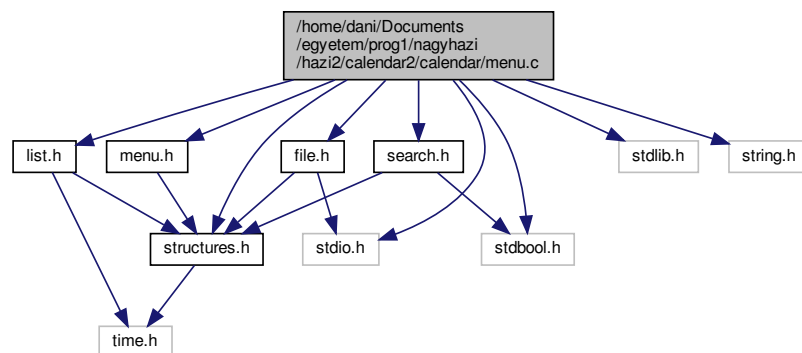 /home/dani/Documents
/egyetem/prog1/nagyhazi
/hazi2/calendar2/calendar/menu.c
list.h
menu.h
file.h
search.h
stdlib.h
string.h
structures.h
stdio.h
stdbool.h
time.h